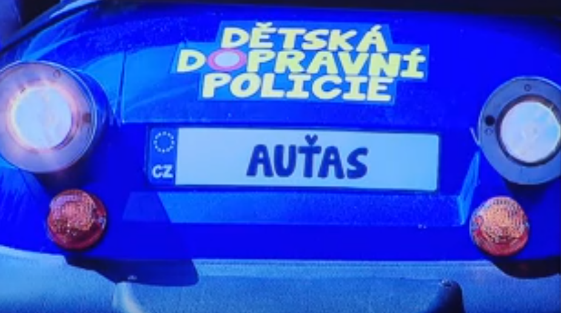 DĚTSKÁ
DOPRAVNÍ
POLICIE
CZ
AUŤAS